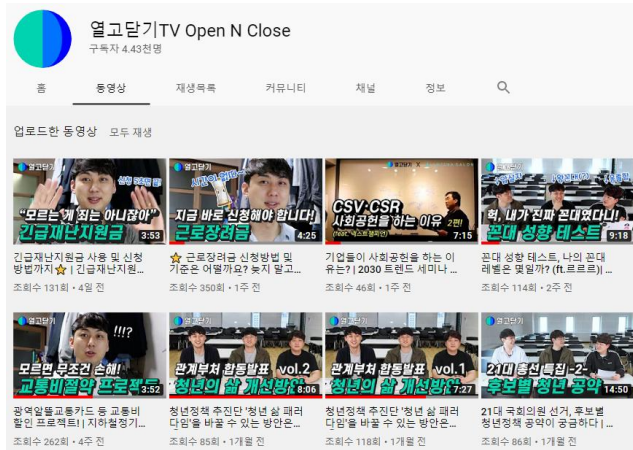 열고닫기TV Open N Close
구독자 4.43천명
홈 동영상 재생목록 커뮤니티 채널 정보
업로드한 동영상 모두 재생
열고닫기
신청 5초면 끝!
"모르는 게 죄는 아니잖아"
긴급재난지원금
3:53
열고닫기
시간이 없다~
지금 바로 신청해야 합니다!
근로장려금
4:25
열고닫기 X
CSV·CSR
사회공헌을 하는 이유 2편!
7:15
열고닫기
헉, 내가 진짜 꼰대였다니!
꼰대 성향 테스트
9:18
긴급재난지원금 사용 및 신청
방법까지⭐ | 긴급재난지원...
조회수 131회 • 4일 전
⭐ 근로장려금 신청방법 및
기준은 어떨까요? 늦지 말고...
조회수 350회 • 1주 전
기업들이 사회공헌을 하는 이
유는? | 2030 트렌드 세미나 ...
조회수 46회 • 1주 전
꼰대 성향 테스트, 나의 꼰대
레벨은 몇일까? (ft.르르르)| ...
조회수 114회 • 2주 전
열고닫기
!!?
모르면 무조건 손해!
교통비절약 프로젝트
3:52
열고닫기
관계부처 합동발표 vol.2
청년의 삶 개선방안
8:06
열고닫기
관계부처 합동발표 vol.1
청년의 삶 개선방안
7:27
열고닫기
21대 총선 특집 -2-
후보별 청년 공약
14:50
광역알뜰교통카드 등 교통비
할인 프로젝트! | 지하철정기...
조회수 262회 • 4주 전
청년정책 추진단 '청년 삶 패러
다임'을 바꿀 수 있는 방안은...
조회수 85회 • 1개월 전
청년정책 추진단 '청년 삶 패러
다임'을 바꿀 수 있는 방안은...
조회수 118회 • 1개월 전
21대 국회의원 선거, 후보별
청년정책 공약이 궁금하다 | ...
조회수 86회 • 1개월 전